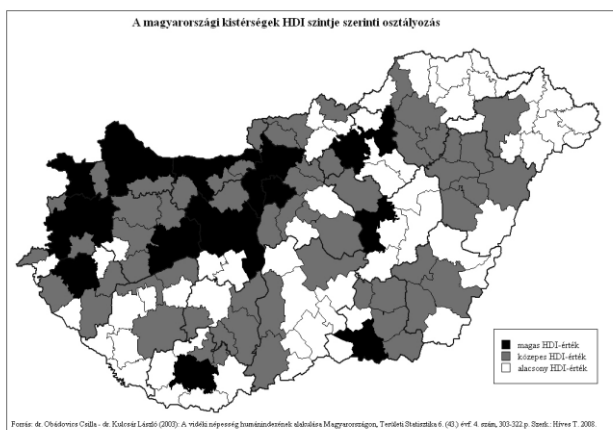 A magyarországi kistérségek HDI szintje szerinti osztályozás
magas HDI-érték
közepes HDI-érték
alacsony HDI-érték
Forrás: dr. Obádovics Csilla - dr. Kulcsár László (2003): A vidéki népesség humánindexének alakulása Magyarországon, Területi Statisztika 6. (43.) évf. 4. szám, 303-322.p. Szerk.: Híves T. 2008.